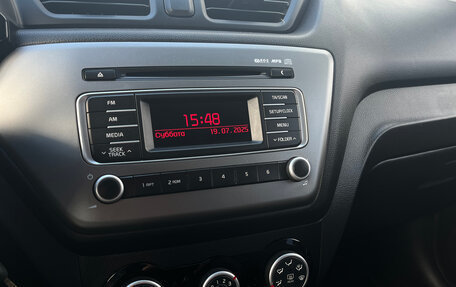 MP3
FM
15:48
TA/SCAN
AM
SETUP/CLOCK
MEDIA
MENU
Суббота 19.07.2025
SEEK
TRACK
FOLDER
1 RPT 2 RDM 3 4 5 6